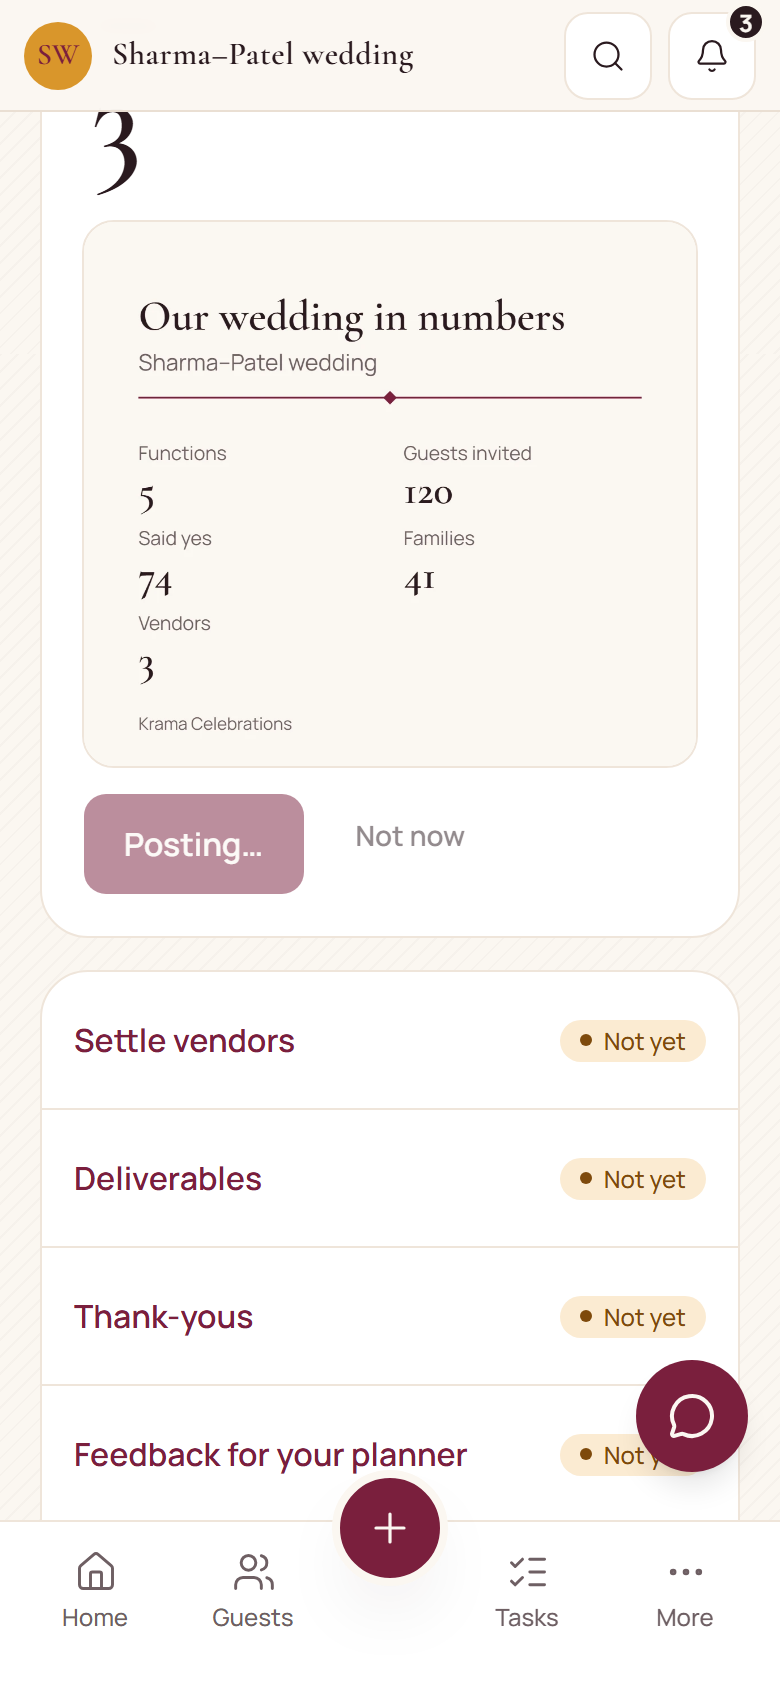 SW
Sharma–Patel wedding
3
3
Our wedding in numbers
Sharma–Patel wedding
Functions
Guests invited
5
120
Said yes
Families
74
41
Vendors
3
Krama Celebrations
Posting...
Not now
Settle vendors
Not yet
Deliverables
Not yet
Thank-yous
Not yet
Feedback for your planner
Not
Home
Guests
Tasks
More